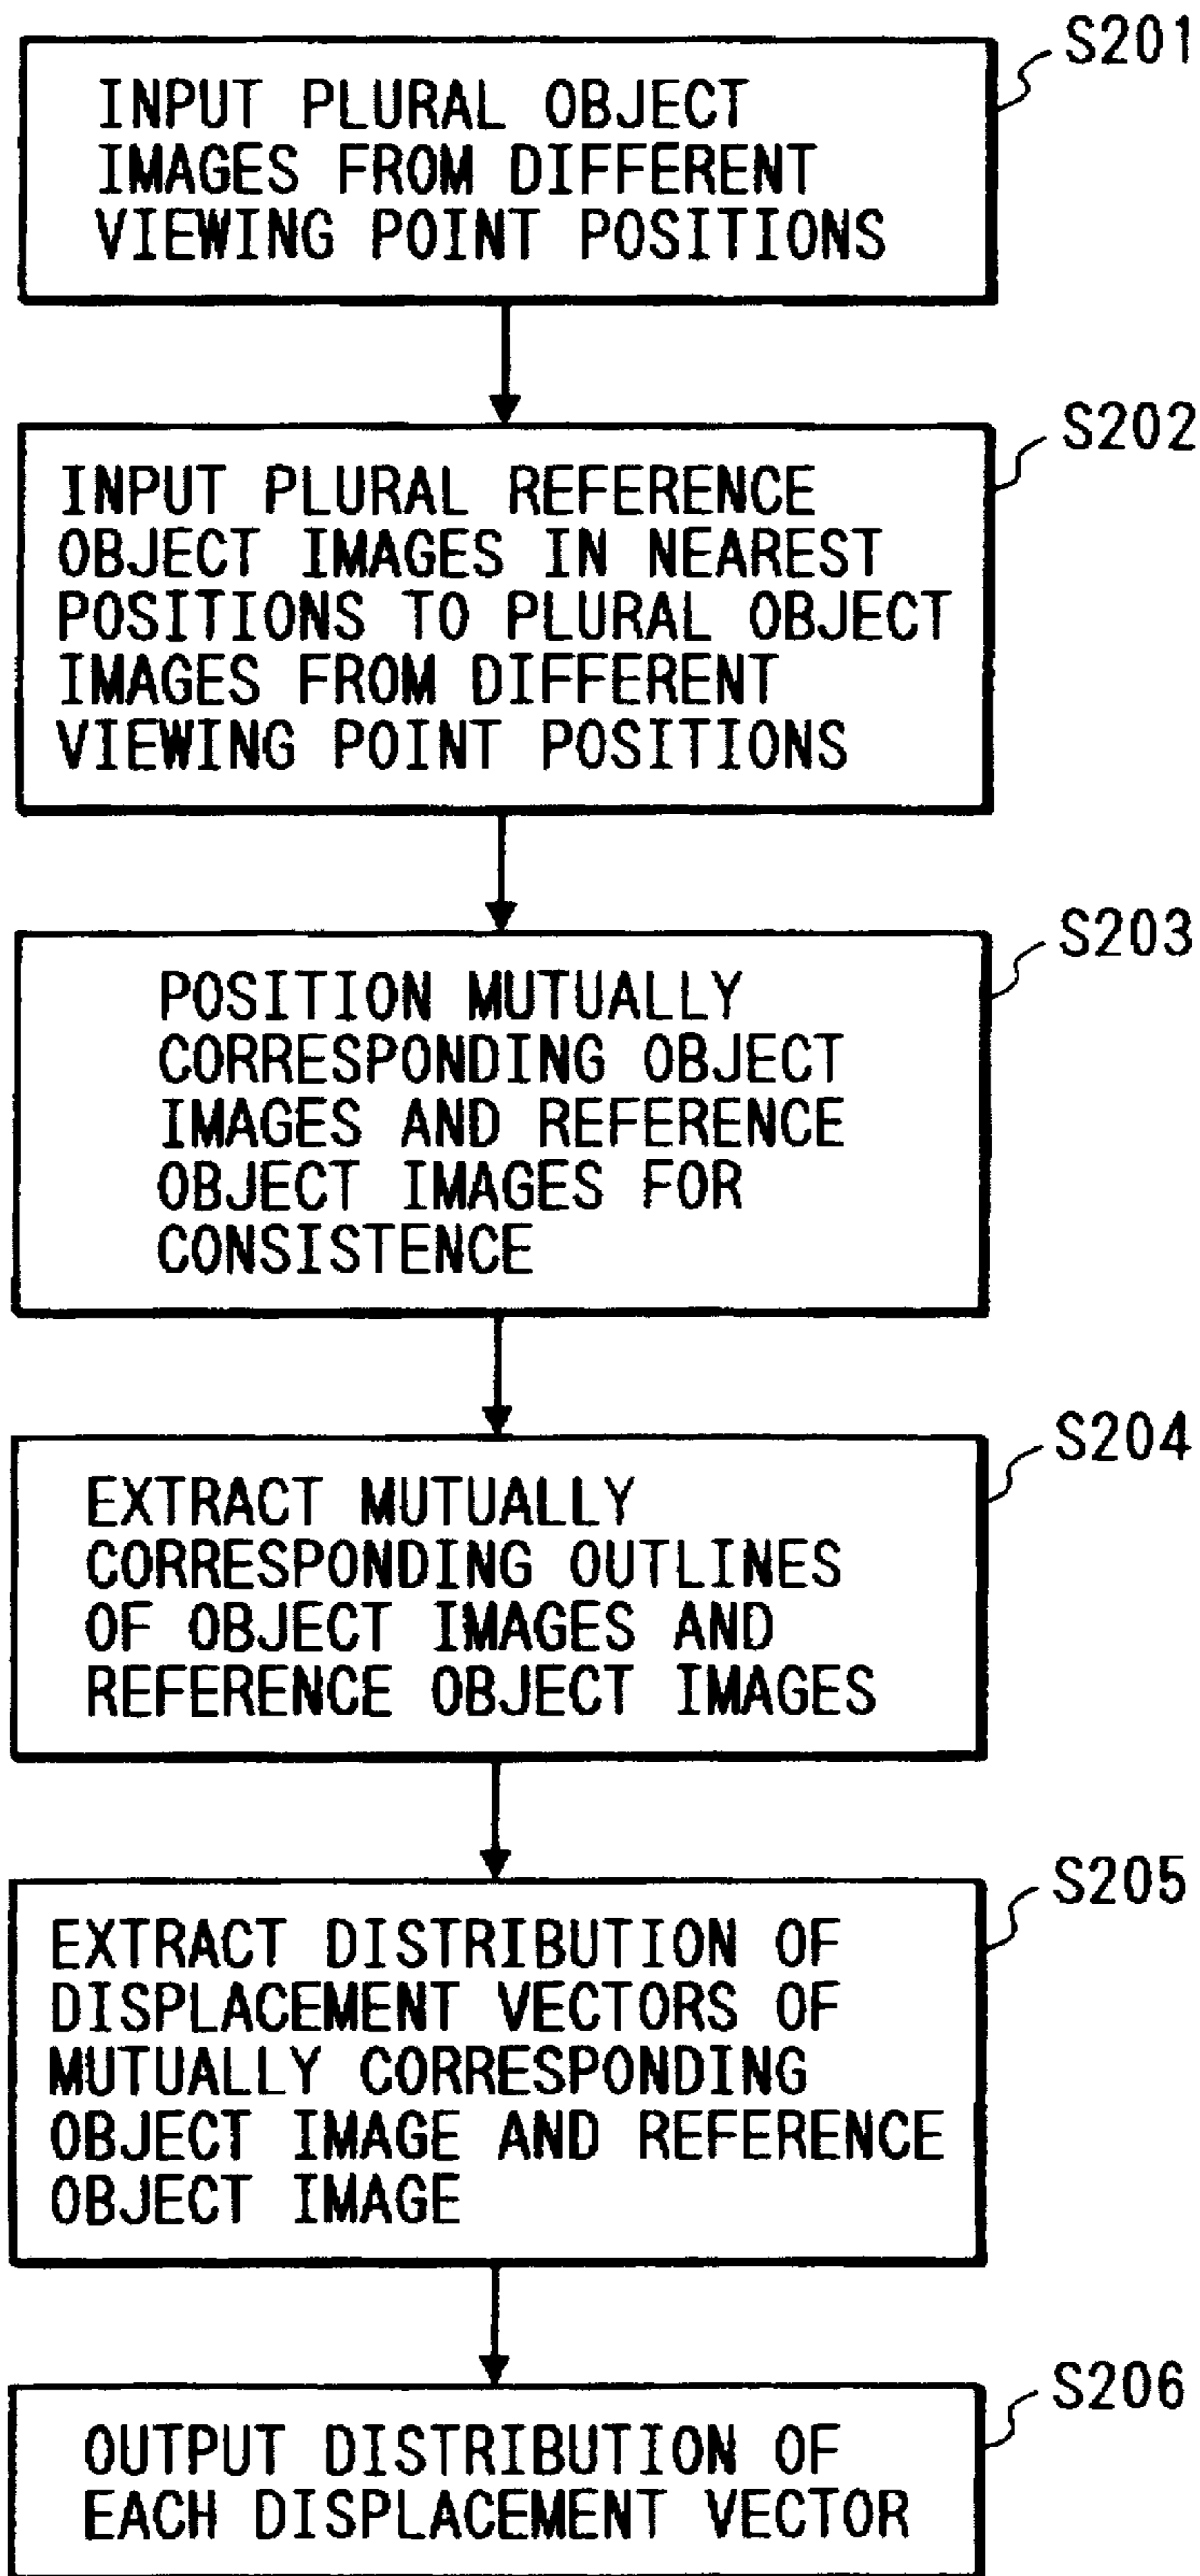 S201
INPUT PLURAL OBJECT
IMAGES FROM DIFFERENT
VIEWING POINT POSITIONS
S202
INPUT PLURAL REFERENCE
OBJECT IMAGES IN NEAREST
POSITIONS TO PLURAL OBJECT
IMAGES FROM DIFFERENT
VIEWING POINT POSITIONS
S203
POSITION MUTUALLY
CORRESPONDING OBJECT
IMAGES AND REFERENCE
OBJECT IMAGES FOR
CONSISTENCE
S204
EXTRACT MUTUALLY
CORRESPONDING OUTLINES
OF OBJECT IMAGES AND
REFERENCE OBJECT IMAGES
S205
EXTRACT DISTRIBUTION OF
DISPLACEMENT VECTORS OF
MUTUALLY CORRESPONDING
OBJECT IMAGE AND REFERENCE
OBJECT IMAGE
S206
OUTPUT DISTRIBUTION OF
EACH DISPLACEMENT VECTOR